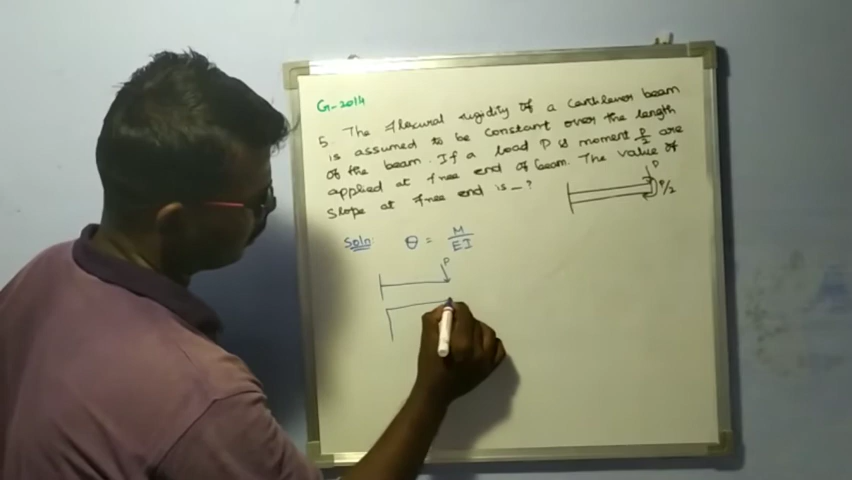 G-2014
5. The flexural rigidity of a cantilever beam
is assumed to be constant over the length
of the beam. If a load P & moment P/2 are
applied at free end of beam. The value of
slope at free end is _ ?
P
P/2
Soln: θ = M/EI
P